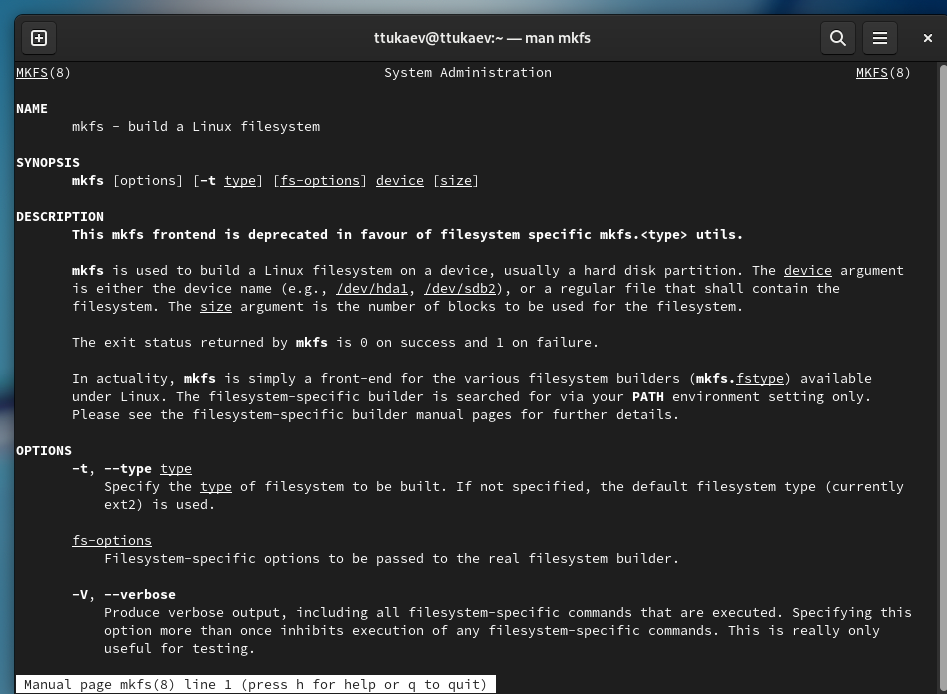 ttukaev@ttukaev:~ — man mkfs
MKFS(8) System Administration MKFS(8)
NAME
mkfs - build a Linux filesystem
SYNOPSIS
mkfs [options] [-t type] [fs-options] device [size]
DESCRIPTION
This mkfs frontend is deprecated in favour of filesystem specific mkfs.<type> utils.
mkfs is used to build a Linux filesystem on a device, usually a hard disk partition. The device argument
is either the device name (e.g., /dev/hda1, /dev/sdb2), or a regular file that shall contain the
filesystem. The size argument is the number of blocks to be used for the filesystem.
The exit status returned by mkfs is 0 on success and 1 on failure.
In actuality, mkfs is simply a front-end for the various filesystem builders (mkfs.fstype) available
under Linux. The filesystem-specific builder is searched for via your PATH environment setting only.
Please see the filesystem-specific builder manual pages for further details.
OPTIONS
-t, --type type
Specify the type of filesystem to be built. If not specified, the default filesystem type (currently
ext2) is used.
fs-options
Filesystem-specific options to be passed to the real filesystem builder.
-V, --verbose
Produce verbose output, including all filesystem-specific commands that are executed. Specifying this
option more than once inhibits execution of any filesystem-specific commands. This is really only
useful for testing.
Manual page mkfs(8) line 1 (press h for help or q to quit)